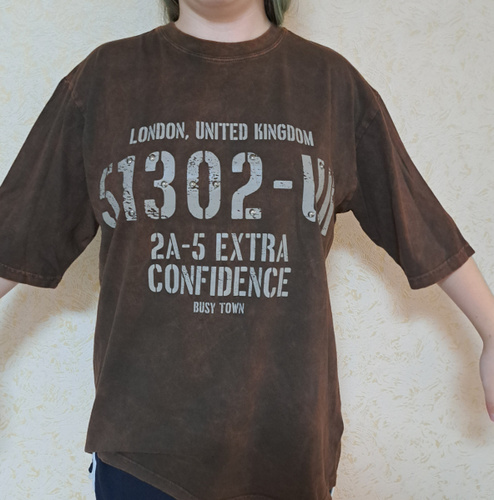 LONDON, UNITED KINGDOM
51302-U
2A-5 EXTRA
CONFIDENCE
BUSY TOWN